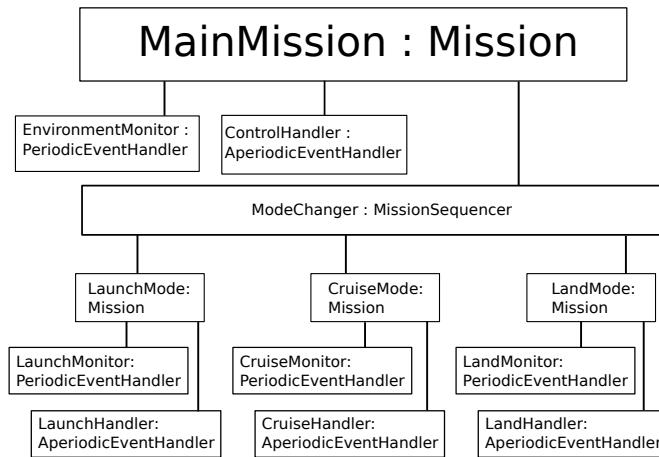 MainMission : Mission
EnvironmentMonitor :
PeriodicEventHandler
ControlHandler :
AperiodicEventHandler
ModeChanger : MissionSequencer
LaunchMode:
Mission
CruiseMode:
Mission
LandMode:
Mission
LaunchMonitor:
PeriodicEventHandler
CruiseMonitor:
PeriodicEventHandler
LandMonitor:
PeriodicEventHandler
LaunchHandler:
AperiodicEventHandler
CruiseHandler:
AperiodicEventHandler
LandHandler:
AperiodicEventHandler